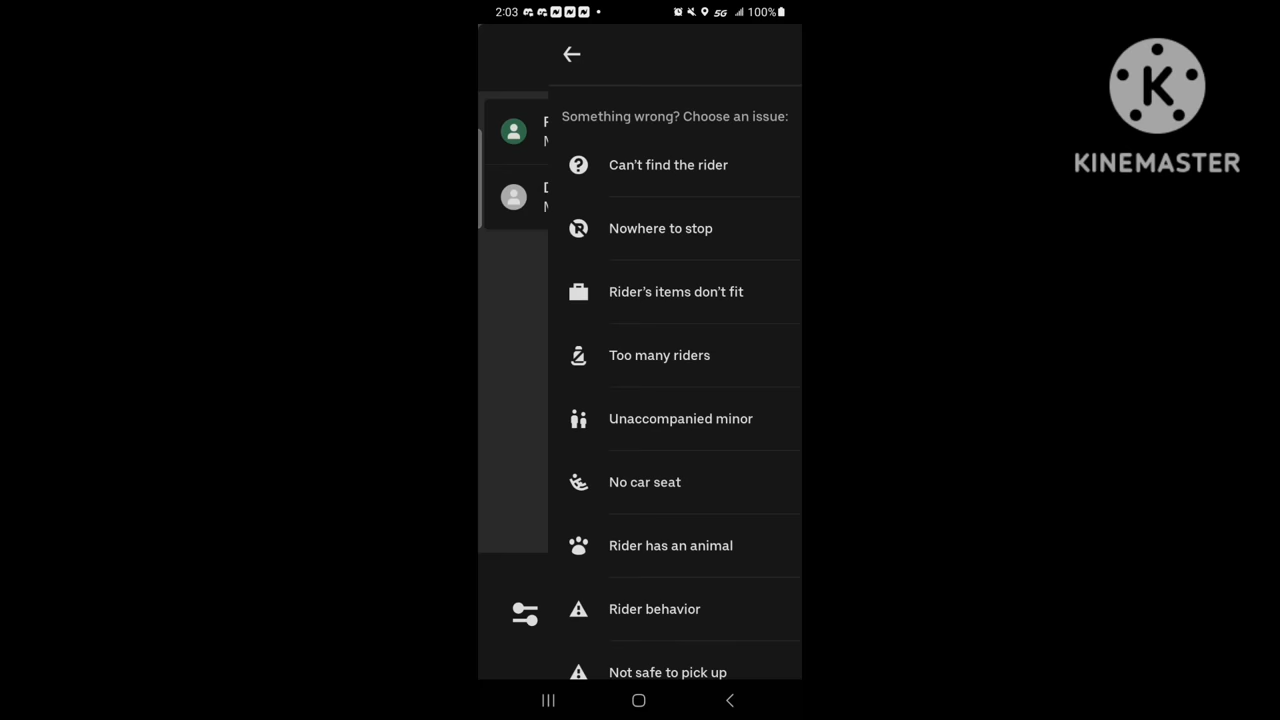 2:03
5G
100%
Something wrong? Choose an issue:
Can't find the rider
Nowhere to stop
Rider's items don't fit
Too many riders
Unaccompanied minor
No car seat
Rider has an animal
Rider behavior
Not safe to pick up
K
KINEMASTER